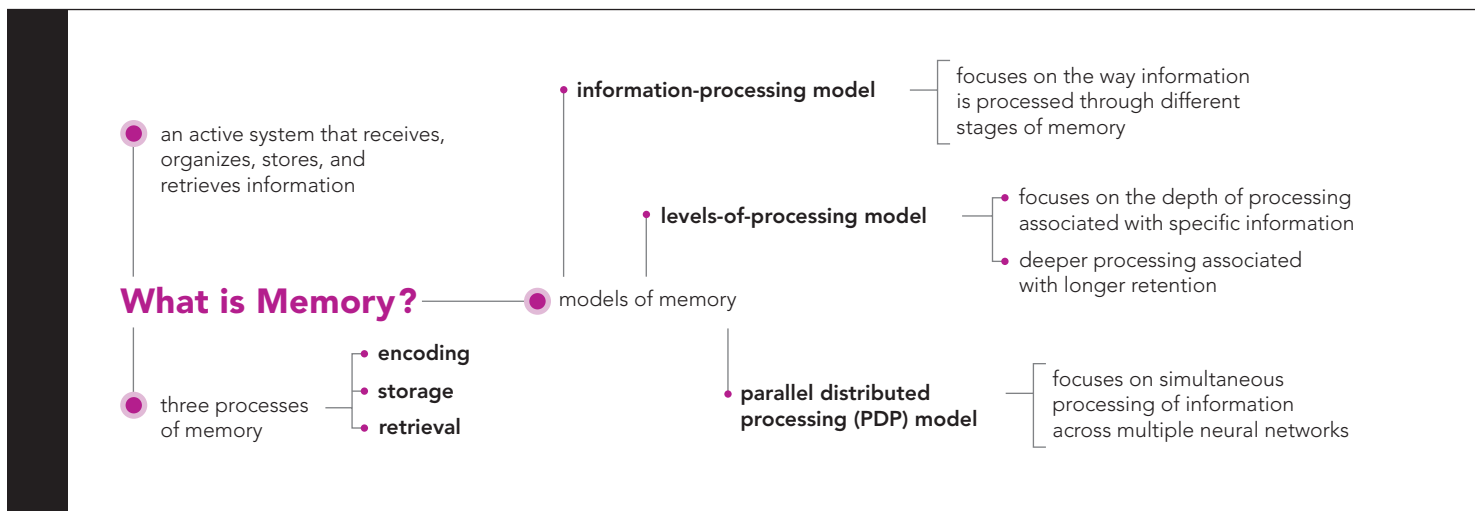 information-processing model
focuses on the way information
is processed through different
stages of memory
an active system that receives,
organizes, stores, and
retrieves information
levels-of-processing model
focuses on the depth of processing
associated with specific information
deeper processing associated
with longer retention
What is Memory?
models of memory
three processes
of memory
encoding
storage
retrieval
parallel distributed
processing (PDP) model
focuses on simultaneous
processing of information
across multiple neural networks